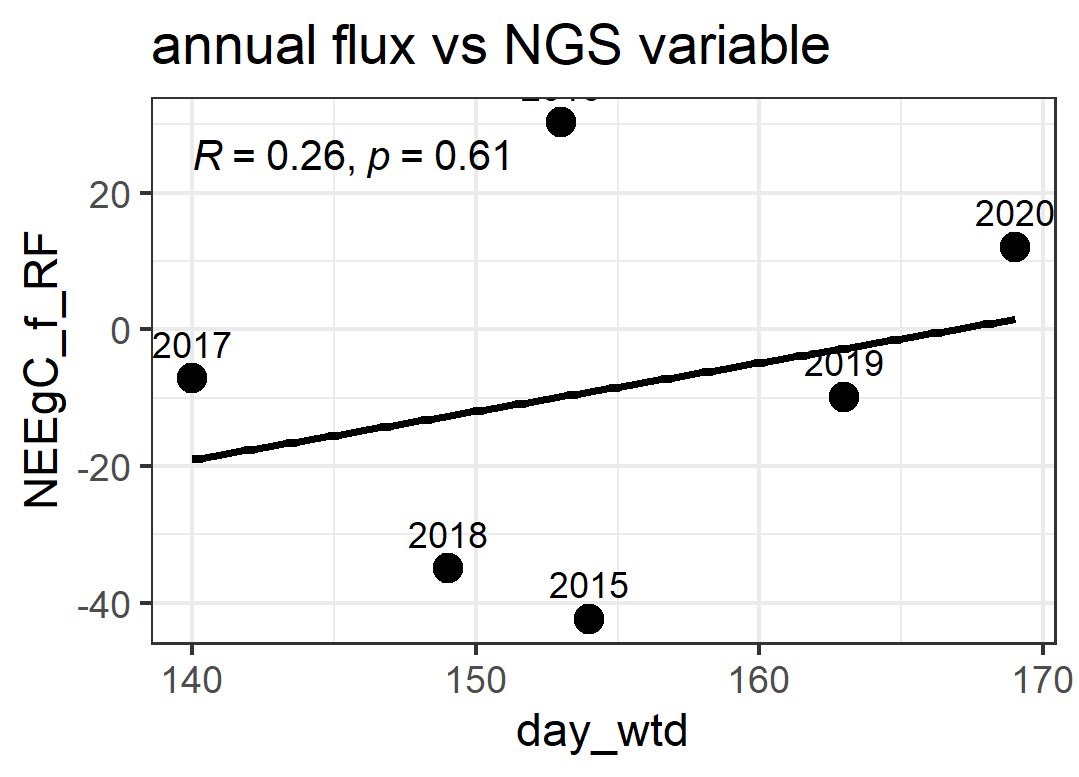 annual flux vs NGS variable
R = 0.26, p = 0.61
2020
2017
2019
2018
2015
20
0
-20
-40
NEEgC_f_RF
140 150 160 170
day_wtd